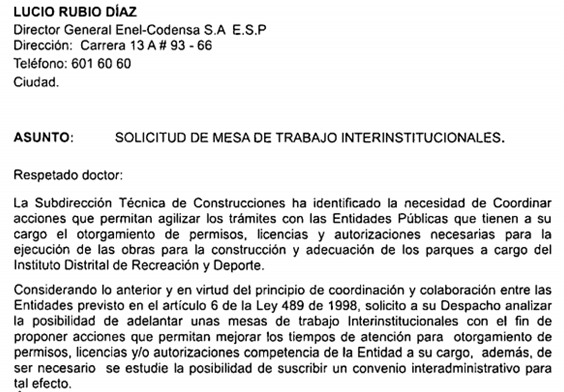 LUCIO RUBIO DÍAZ
Director General Enel-Codensa S.A E.S.P
Dirección: Carrera 13 A # 93 - 66
Teléfono: 601 60 60
Ciudad.
ASUNTO: SOLICITUD DE MESA DE TRABAJO INTERINSTITUCIONALES.
Respetado doctor:
La Subdirección Técnica de Construcciones ha identificado la necesidad de Coordinar
acciones que permitan agilizar los trámites con las Entidades Públicas que tienen a su
cargo el otorgamiento de permisos, licencias y autorizaciones necesarias para la
ejecución de las obras para la construcción y adecuación de los parques a cargo del
Instituto Distrital de Recreación y Deporte.
Considerando lo anterior y en virtud del principio de coordinación y colaboración entre las
Entidades previsto en el artículo 6 de la Ley 489 de 1998, solicito a su Despacho analizar
la posibilidad de adelantar unas mesas de trabajo Interinstitucionales con el fin de
proponer acciones que permitan mejorar los tiempos de atención para otorgamiento de
permisos, licencias y/o autorizaciones competencia de la Entidad a su cargo, además, de
ser necesario se estudie la posibilidad de suscribir un convenio interadministrativo para
tal efecto.